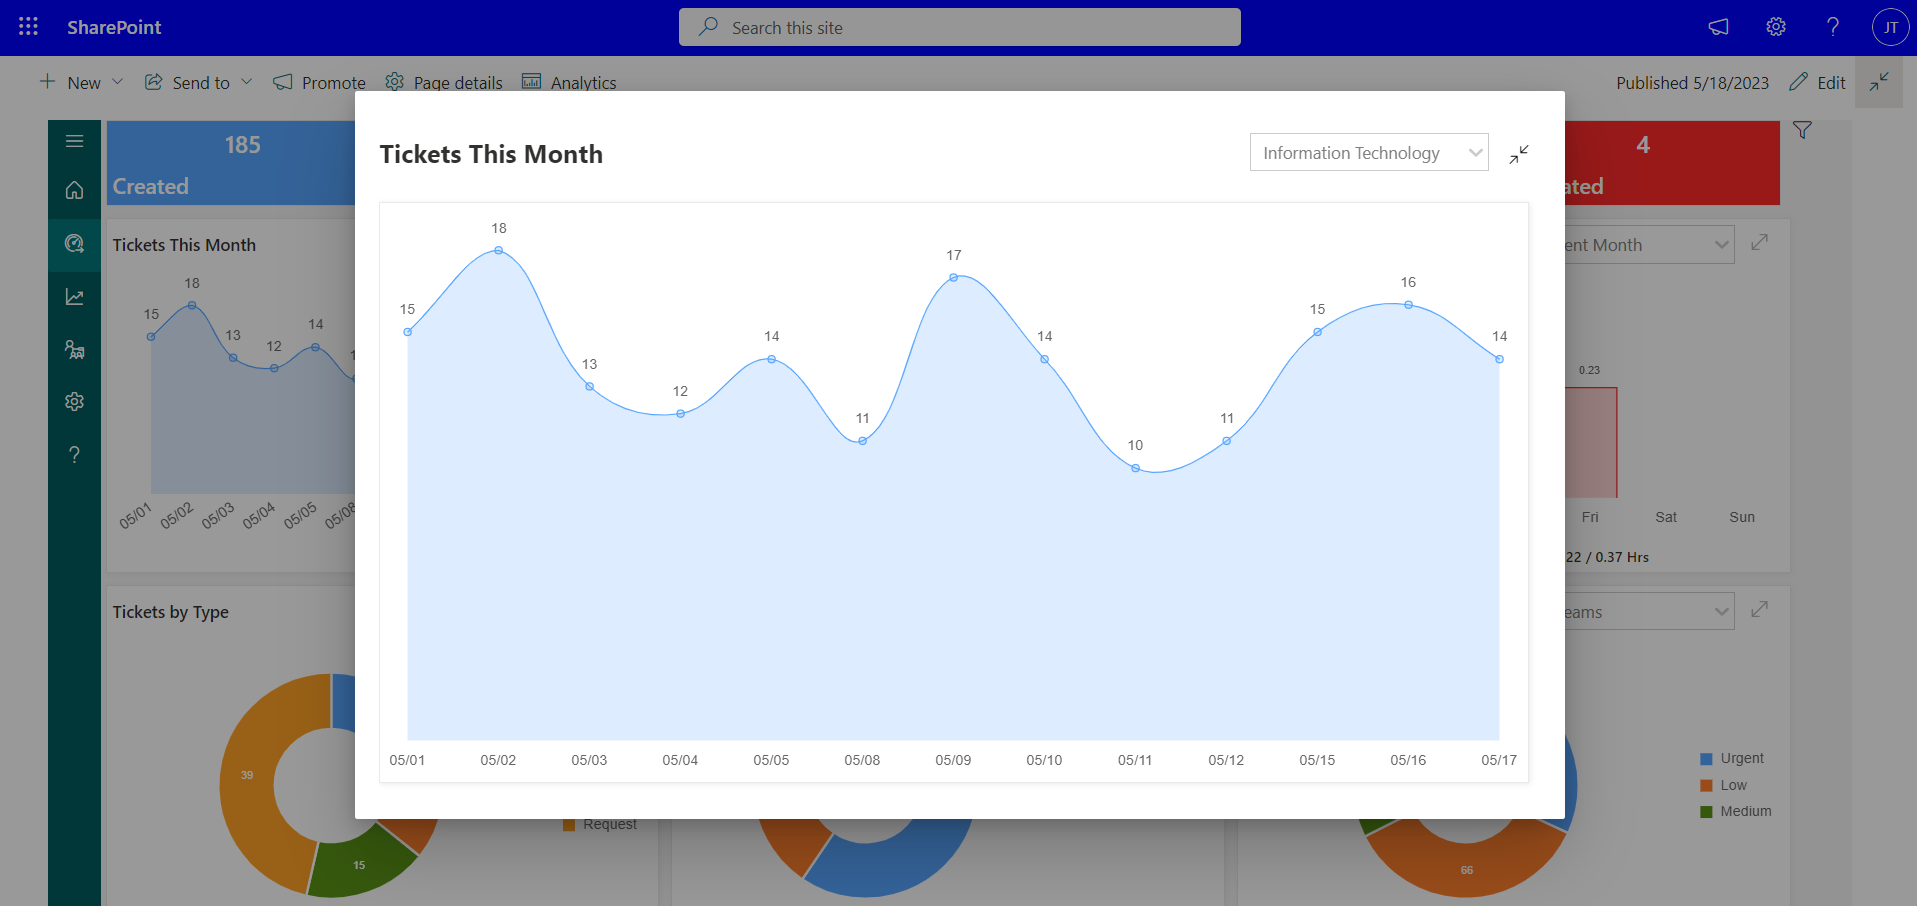 SharePoint
Search this site
JT
New
Send to
Promote
Page details
Analytics
Published 5/18/2023
Edit
185
Created
4
ated
Tickets This Month
Information Technology
18
15
13
12
14
11
17
14
10
11
15
16
14
05/01 05/02 05/03 05/04 05/05 05/08 05/09 05/10 05/11 05/12 05/15 05/16 05/17
Tickets This Month
18
15
13
12
14
1
05/01 05/02 05/03 05/04 05/05 05/08
ent Month
0.23
Fri Sat Sun
22 / 0.37 Hrs
Tickets by Type
39
15
Request
eams
66
Urgent
Low
Medium